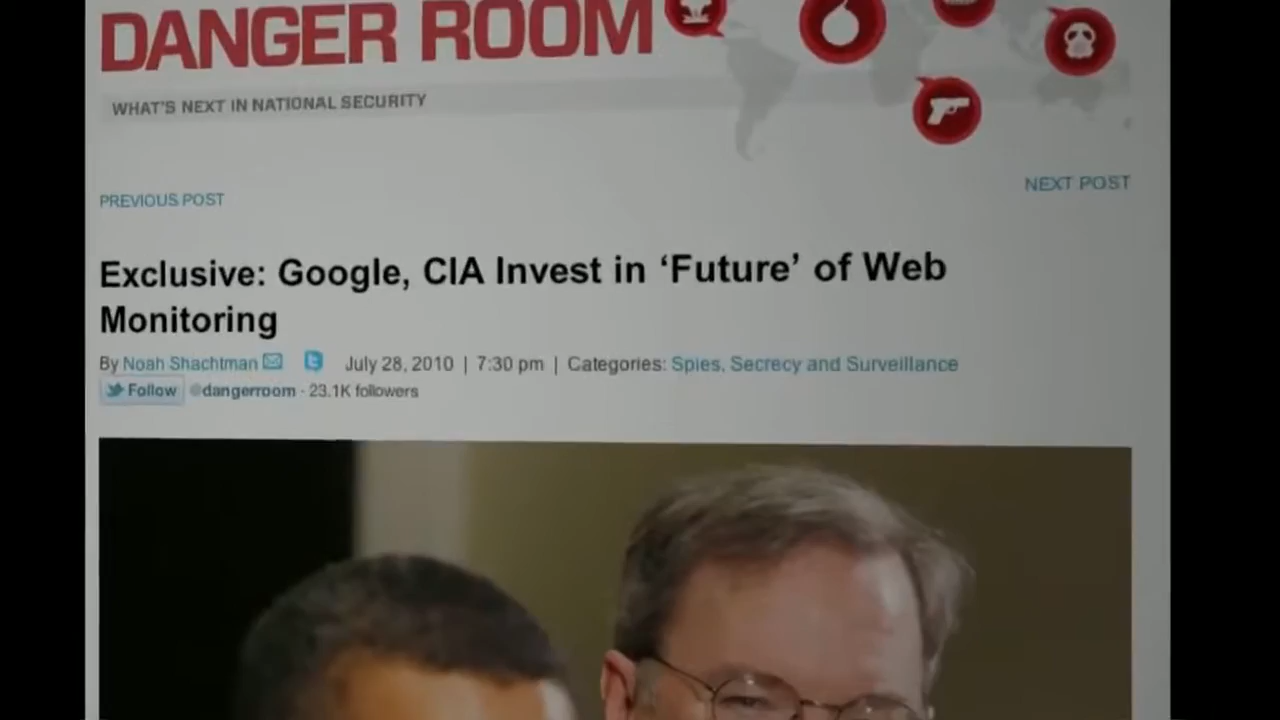 DANGER ROOM
WHAT'S NEXT IN NATIONAL SECURITY
PREVIOUS POST
NEXT POST
Exclusive: Google, CIA Invest in ‘Future’ of Web
Monitoring
By Noah Shachtman July 28, 2010 | 7:30 pm | Categories: Spies, Secrecy and Surveillance
Follow @dangerroom · 23.1K followers